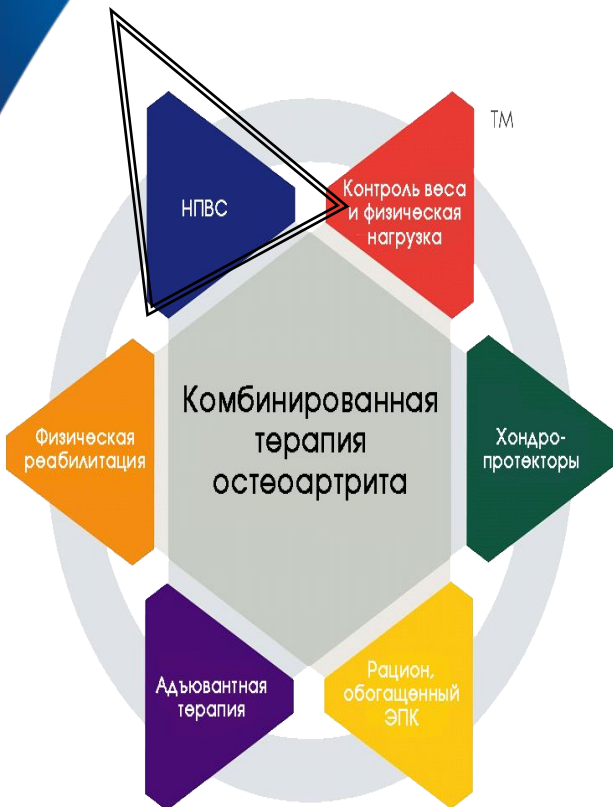 TM
НПВС
Контроль веса
и физическая
нагрузка
Комбинированная
терапия
остеоартрита
Физическая
реабилитация
Хондро-
протекторы
Адъювантная
терапия
Рацион,
обогащенный
ЭПК